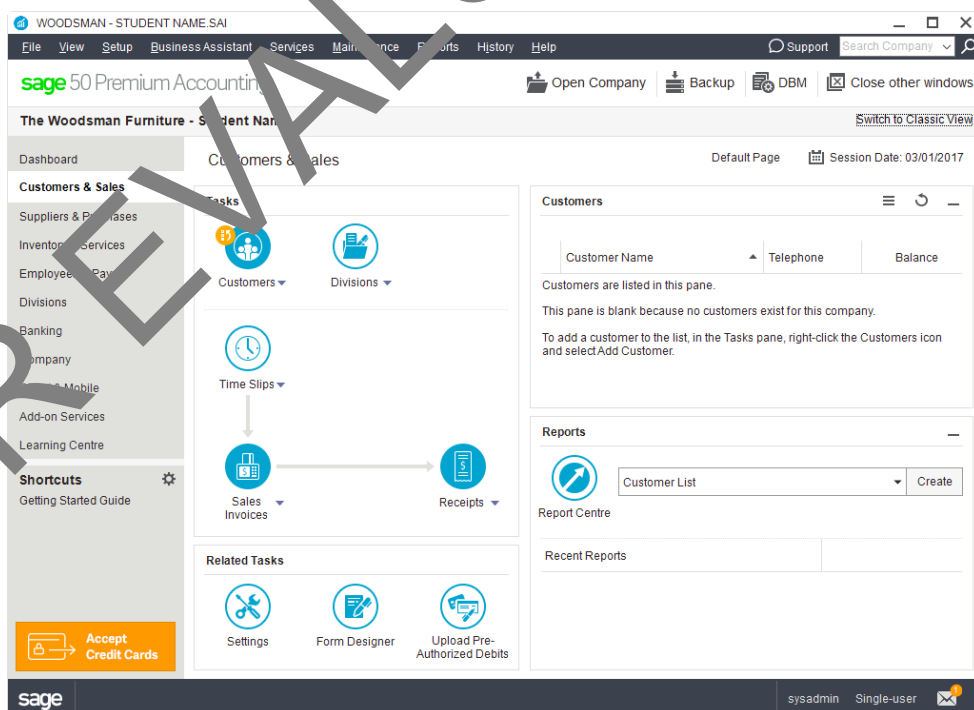 WOODSMAN - STUDENT NAME.SAI
File View Setup Business Assistant Services Reports History Help Support Search Company
sage 50 Premium Accounting Open Company Backup DBM Close other windows
The Woodsman Furniture - Student Switch to Classic View
Dashboard
Customers & Sales
Suppliers &
Services
Divisions
Banking
Mobile
Add-on Services
Learning Centre
Shortcuts
Getting Started Guide
Accept
Credit Cards
& Sales Default Page Session Date: 03/01/2017
Tasks
Customers Divisions
Time Slips
Sales
Invoices
Receipts
Related Tasks
Settings Form Designer Upload Pre-
Authorized Debits
Customers
Customer Name Telephone Balance
Customers are listed in this pane.
This pane is blank because no customers exist for this company.
To add a customer to the list, in the Tasks pane, right-click the Customers icon
and select Add Customer.
Reports
Report Centre
Customer List Create
Recent Reports
sage sysadmin Single-user 1